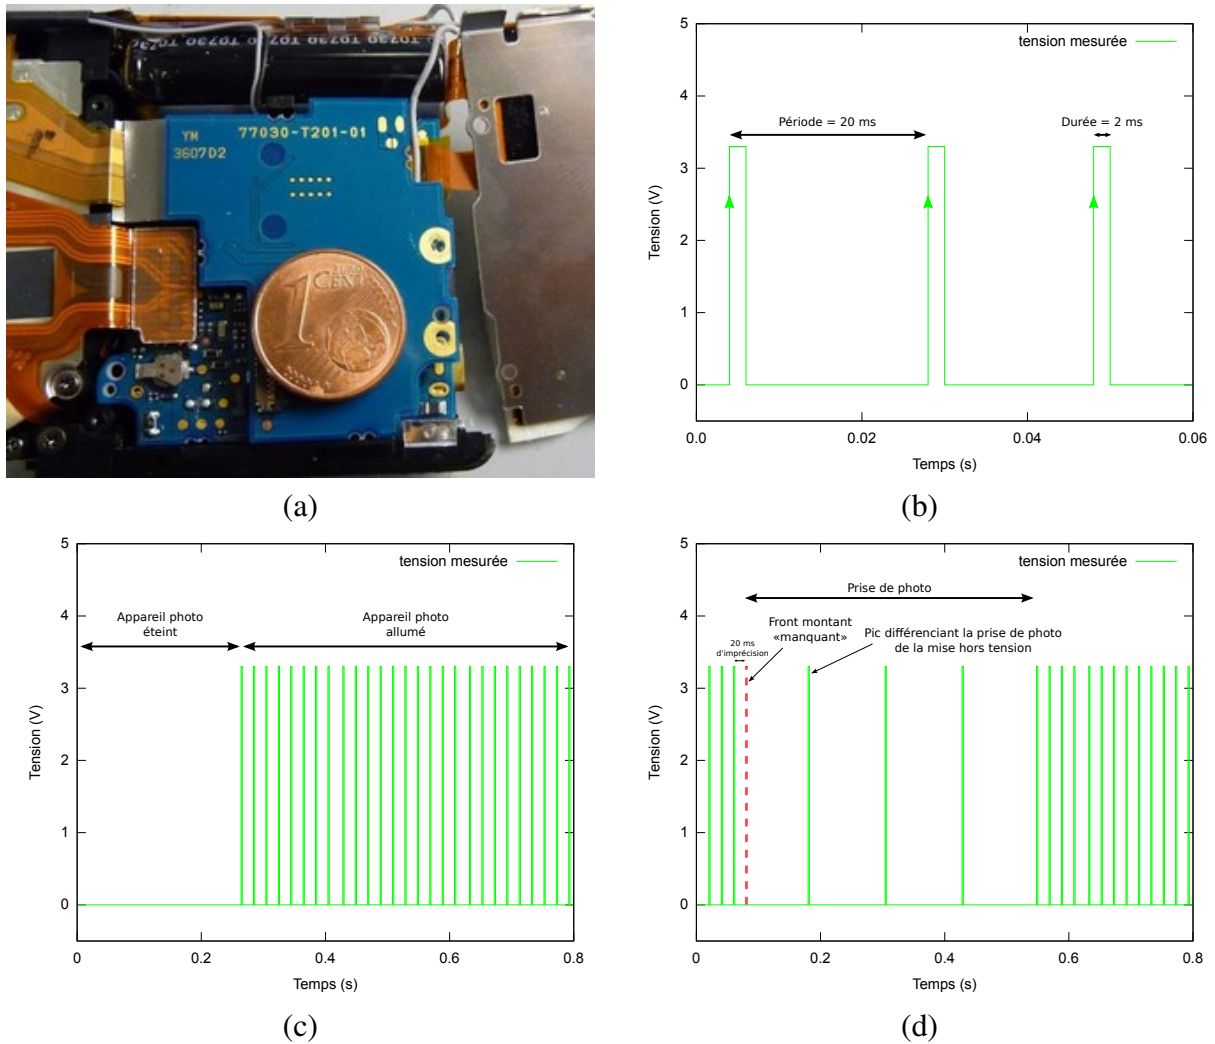 TQ730 TQ730 TQ730
YM
3607D2
77030-T201-01
1
CENT
EURO
(a)
5
4
3
2
1
0
Tension (V)
tension mesurée
Période = 20 ms
Durée = 2 ms
0.0
0.02
0.04
0.06
Temps (s)
(b)
5
4
3
2
1
0
Tension (V)
tension mesurée
Appareil photo
éteint
Appareil photo
allumé
0
0.2
0.4
0.6
0.8
Temps (s)
(c)
5
4
3
2
1
0
Tension (V)
tension mesurée
Prise de photo
20 ms
d'imprécision
Front montant
«manquant»
Pic différenciant la prise de photo
de la mise hors tension
0
0.2
0.4
0.6
0.8
Temps (s)
(d)